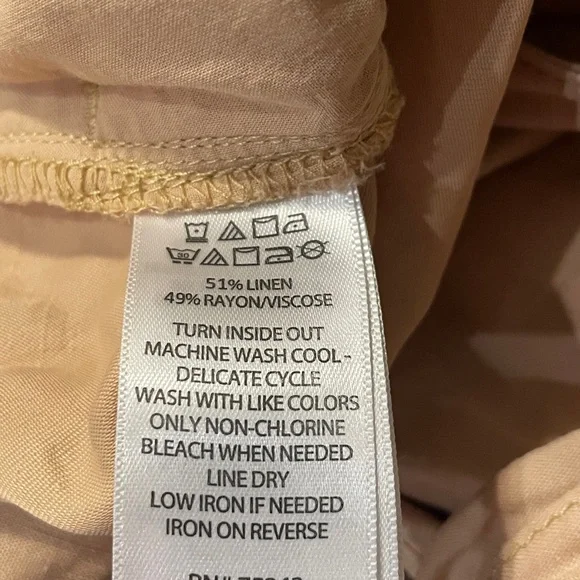 30
51% LINEN
49% RAYON/VISCOSE
TURN INSIDE OUT
MACHINE WASH COOL -
DELICATE CYCLE
WASH WITH LIKE COLORS
ONLY NON-CHLORINE
BLEACH WHEN NEEDED
LINE DRY
LOW IRON IF NEEDED
IRON ON REVERSE